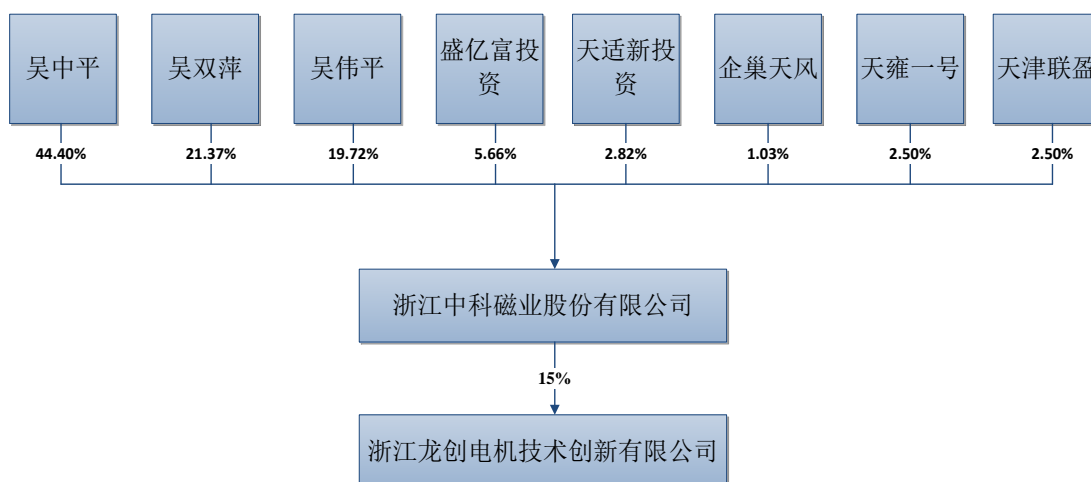 吴中平
吴双萍
吴伟平
盛亿富投
资
天适新投
资
企巢天风
天雍一号
天津联盈
44.40%
21.37%
19.72%
5.66%
2.82%
1.03%
2.50%
2.50%
浙江中科磁业股份有限公司
15%
浙江龙创电机技术创新有限公司